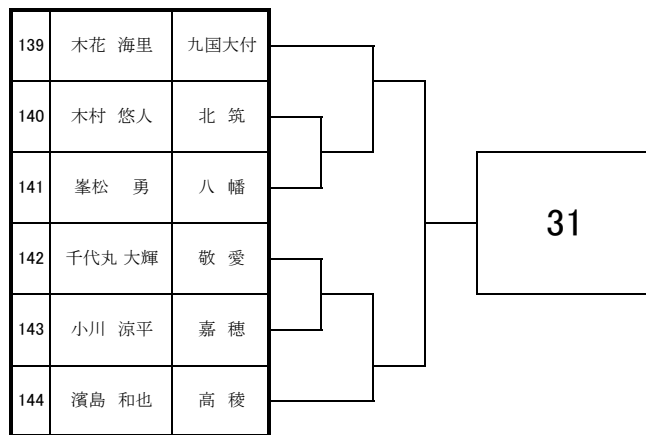 139 木花 海里 九国大付
140 木村 悠人 北 筑
141 峯松 勇 八 幡
142 千代丸 大輝 敬 愛
143 小川 涼平 嘉 穂
144 濱島 和也 高 稜
31